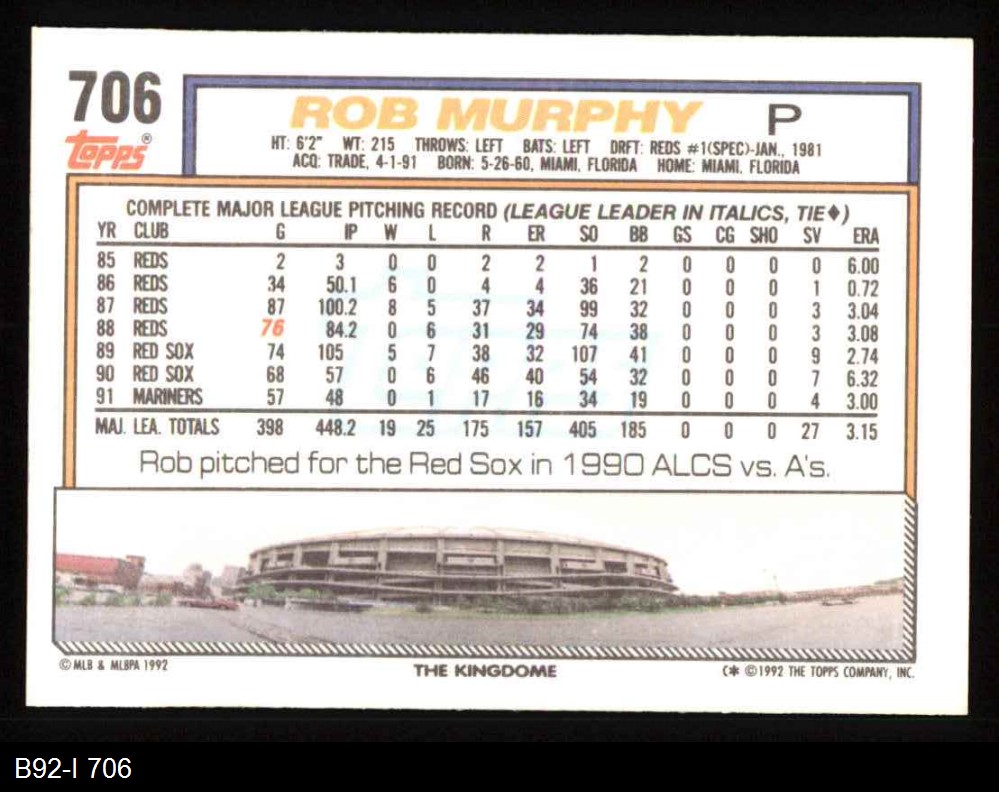 706
Topps®
ROB MURPHY P
HT: 6'2" WT: 215 THROWS: LEFT BATS: LEFT DRFT: REDS #1(SPEC)-JAN., 1981
ACQ: TRADE, 4-1-91 BORN: 5-26-60, MIAMI, FLORIDA HOME: MIAMI, FLORIDA
COMPLETE MAJOR LEAGUE PITCHING RECORD (LEAGUE LEADER IN ITALICS, TIE♦)
YR CLUB G IP W L R ER SO BB GS CG SHO SV ERA
85 REDS 2 3 0 0 2 2 1 2 0 0 0 0 6.00
86 REDS 34 50.1 6 0 4 4 36 21 0 0 0 1 0.72
87 REDS 87 100.2 8 5 37 34 99 32 0 0 0 3 3.04
88 REDS 76 84.2 0 6 31 29 74 38 0 0 0 3 3.08
89 RED SOX 74 105 5 7 38 32 107 41 0 0 0 9 2.74
90 RED SOX 68 57 0 6 46 40 54 32 0 0 0 7 6.32
91 MARINERS 57 48 0 1 17 16 34 19 0 0 0 4 3.00
MAJ. LEA. TOTALS 398 448.2 19 25 175 157 405 185 0 0 0 27 3.15
Rob pitched for the Red Sox in 1990 ALCS vs. A's.
© MLB & MLBPA 1992
THE KINGDOME
C* ©1992 THE TOPPS COMPANY, INC.
B92-I 706